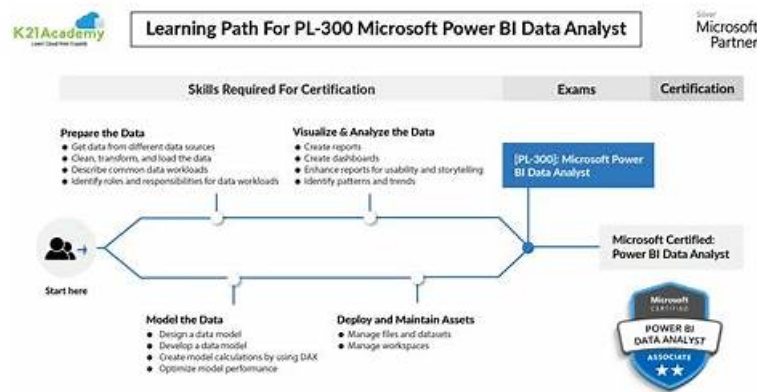 K21Academy
Learn Cloud from Experts
Learning Path For PL-300 Microsoft Power BI Data Analyst
Silver
Microsoft
Partner
Skills Required For Certification
Exams
Certification
Prepare the Data
● Get data from different data sources
● Clean, transform, and load the data
● Describe common data workloads
● Identify roles and responsibilities for data workloads
Visualize & Analyze the Data
● Create reports
● Create dashboards
● Enhance reports for usability and storytelling
● Identify patterns and trends
[PL-300]: Microsoft Power
BI Data Analyst
Start here
Microsoft Certified:
Power BI Data Analyst
Model the Data
● Design a data model
● Develop a data model
● Create model calculations by using DAX
● Optimize model performance
Deploy and Maintain Assets
● Manage files and datasets
● Manage workspaces
Microsoft
CERTIFIED
POWER BI
DATA ANALYST
ASSOCIATE